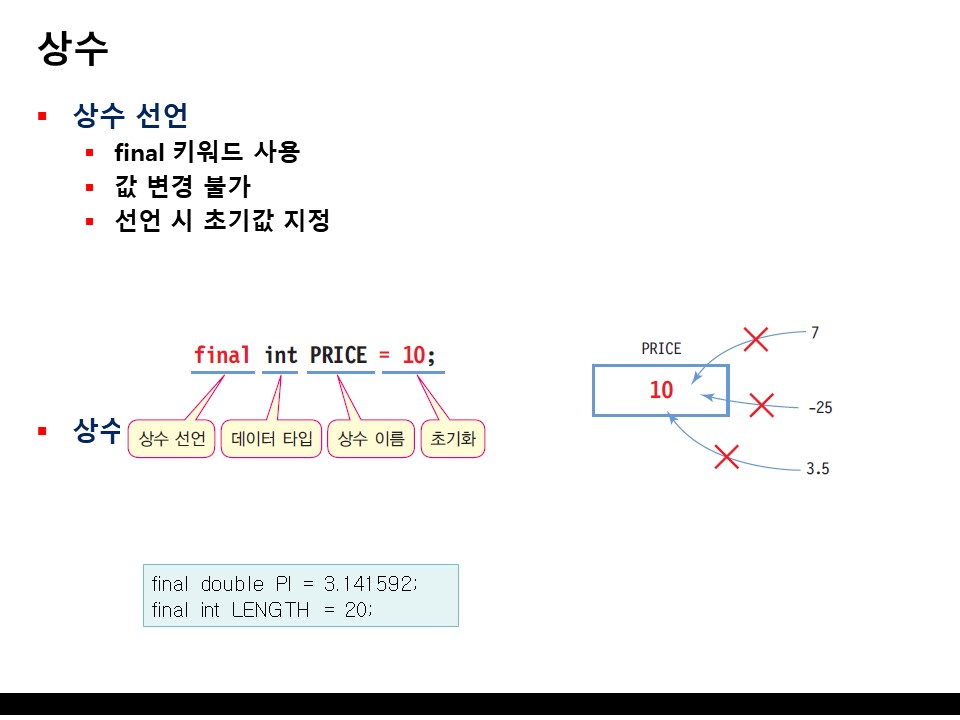 상수
상수 선언
final 키워드 사용
값 변경 불가
선언 시 초기값 지정
final int PRICE = 10;
상수 선언
데이터 타입
상수 이름
초기화
PRICE
10
7
-25
3.5
상수
final double PI = 3.141592;
final int LENGTH = 20;